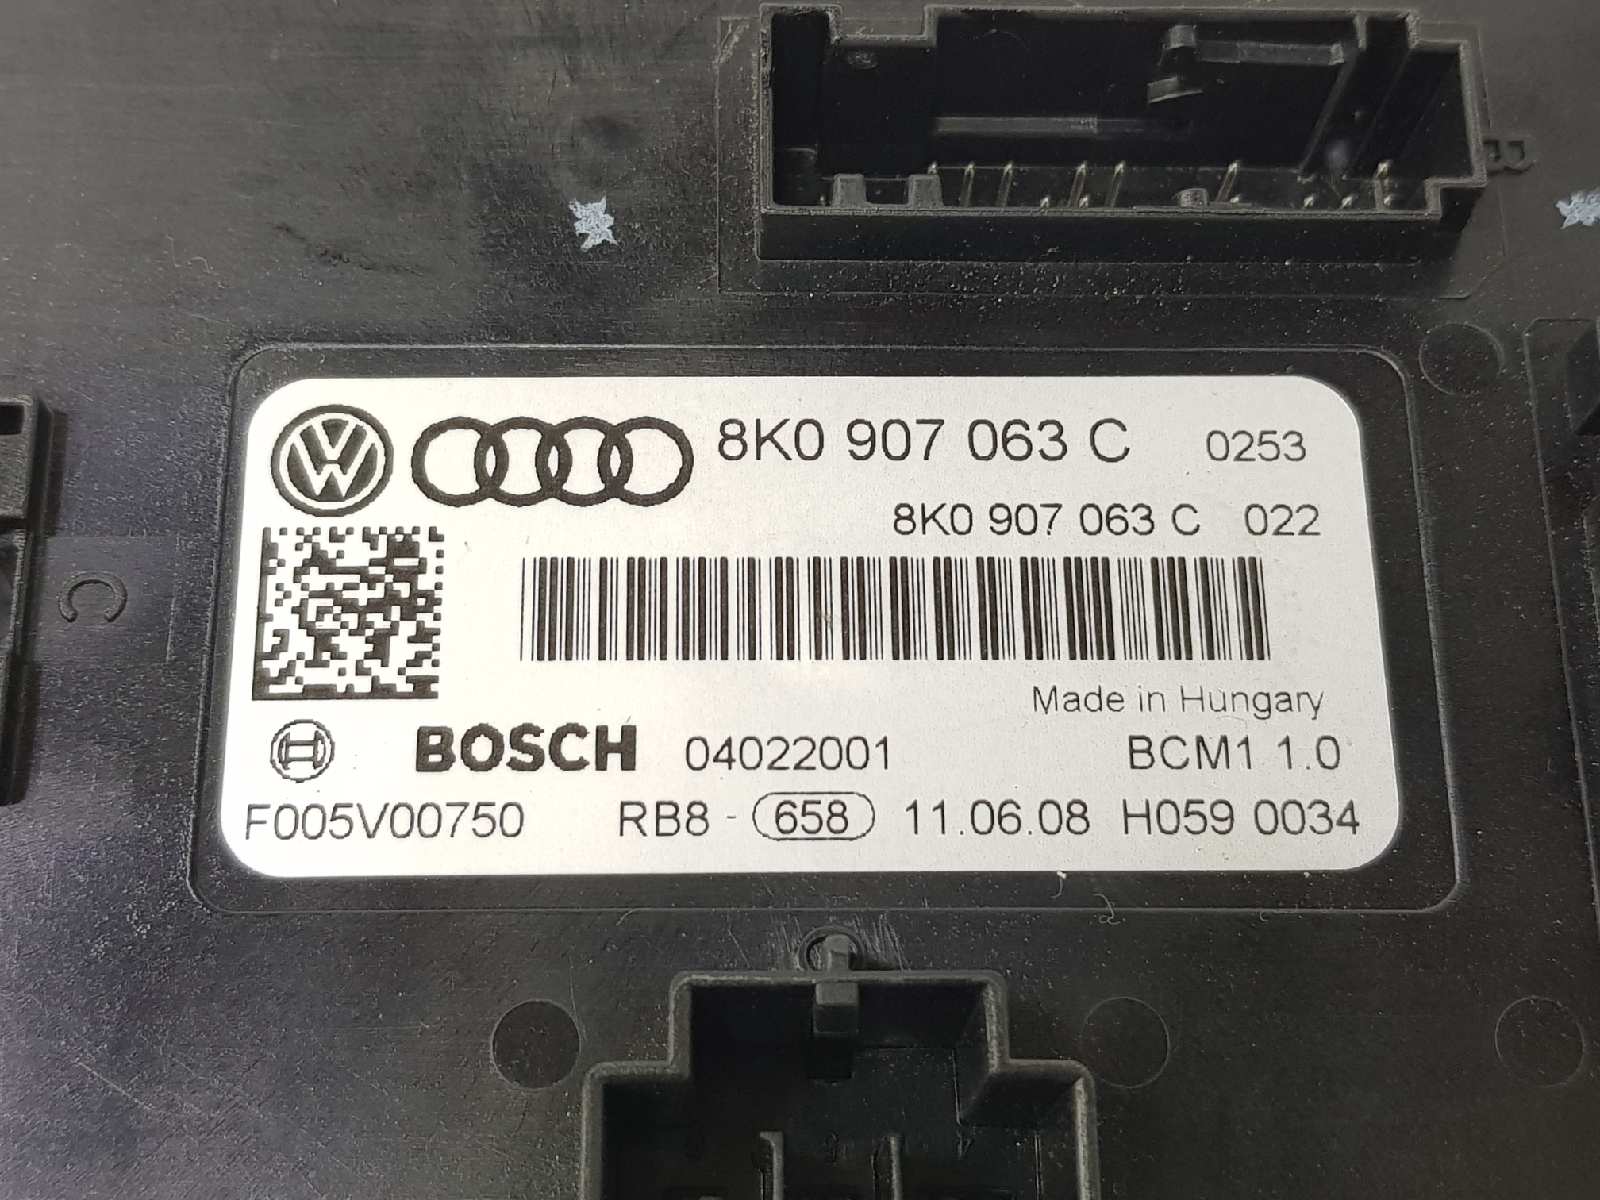 B
8K0 907 063 C 0253
8K0 907 063 C 022
C
Made in Hungary
BOSCH 04022001 BCM1 1.0
F005V00750 RB8 - 658 11.06.08 H059 0034